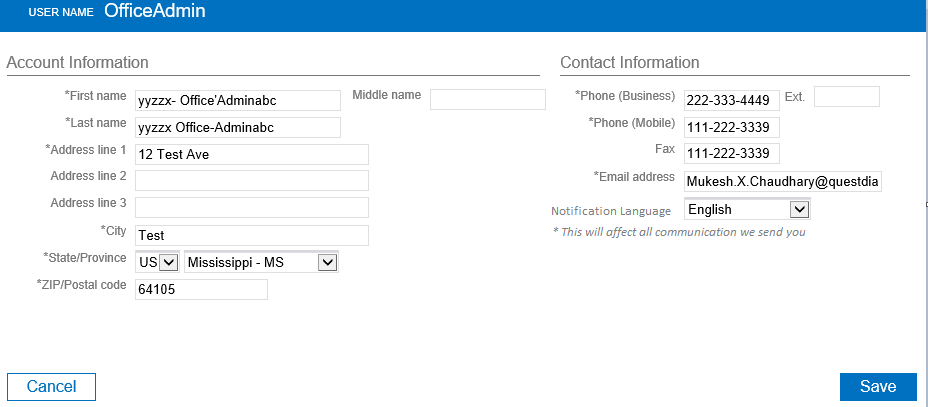 USER NAME OfficeAdmin
Account Information
*First name yyzzx- Office'Adminabc Middle name
*Last name yyzzx Office-Adminabc
*Address line 1 12 Test Ave
Address line 2
Address line 3
*City Test
*State/Province US Mississippi - MS
*ZIP/Postal code 64105
Contact Information
*Phone (Business) 222-333-4449 Ext.
*Phone (Mobile) 111-222-3339
Fax 111-222-3339
*Email address Mukesh.X.Chaudhary@questdia
Notification Language English
* This will affect all communication we send you
Cancel Save